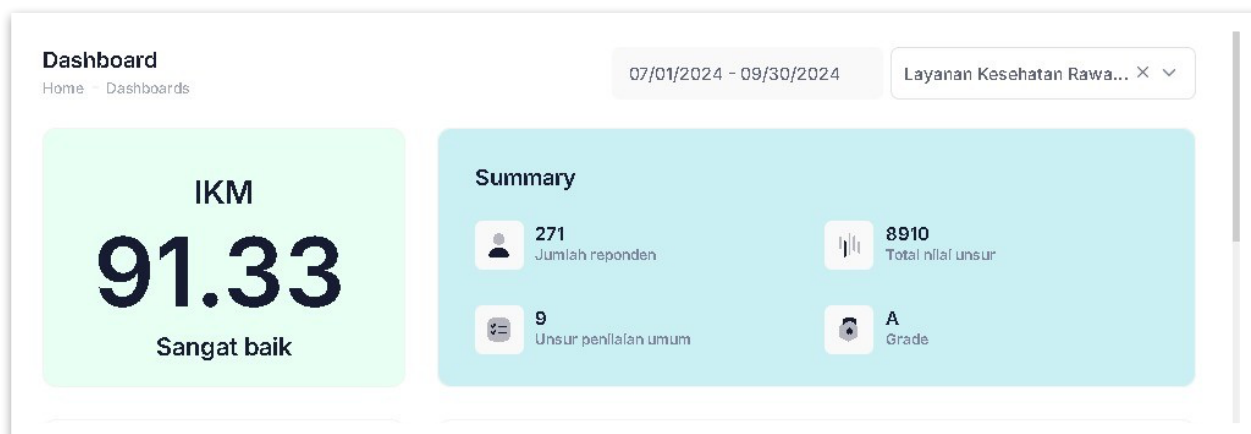 Dashboard
Home - Dashboards
07/01/2024 - 09/30/2024
Layanan Kesehatan Rawa...
IKM
91.33
Sangat baik
Summary
271
Jumlah reponden
8910
Total nilai unsur
9
Unsur penilaian umum
A
Grade